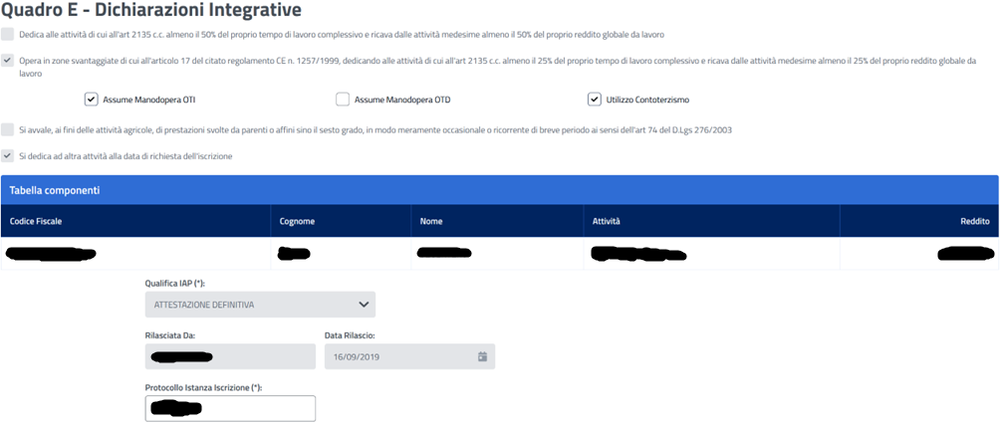 Quadro E - Dichiarazioni Integrative
Dedica alle attività di cui all'art 2135 c.c. almeno il 50% del proprio tempo di lavoro complessivo e ricava dalle attività medesime almeno il 50% del proprio reddito globale da lavoro
Opera in zone svantaggiate di cui all'articolo 17 del citato regolamento CE n. 1257/1999, dedicando alle attività di cui all'art 2135 c.c. almeno il 25% del proprio tempo di lavoro complessivo e ricava dalle attività medesime almeno il 25% del proprio reddito globale da
lavoro
Assume Manodopera OTI Assume Manodopera OTD Utilizzo Contoterzismo
Si avvale, ai fini delle attività agricole, di prestazioni svolte da parenti o affini sino il sesto grado, in modo meramente occasionale o ricorrente di breve periodo ai sensi dell'art 74 del D.Lgs 276/2003
Si dedica ad altra attvità alla data di richiesta dell'iscrizione
Tabella componenti
Codice Fiscale Cognome Nome Attività Reddito
Qualifica IAP (*):
ATTESTAZIONE DEFINITIVA
Rilasciata Da: Data Rilascio:
16/09/2019
Protocollo Istanza Iscrizione (*):